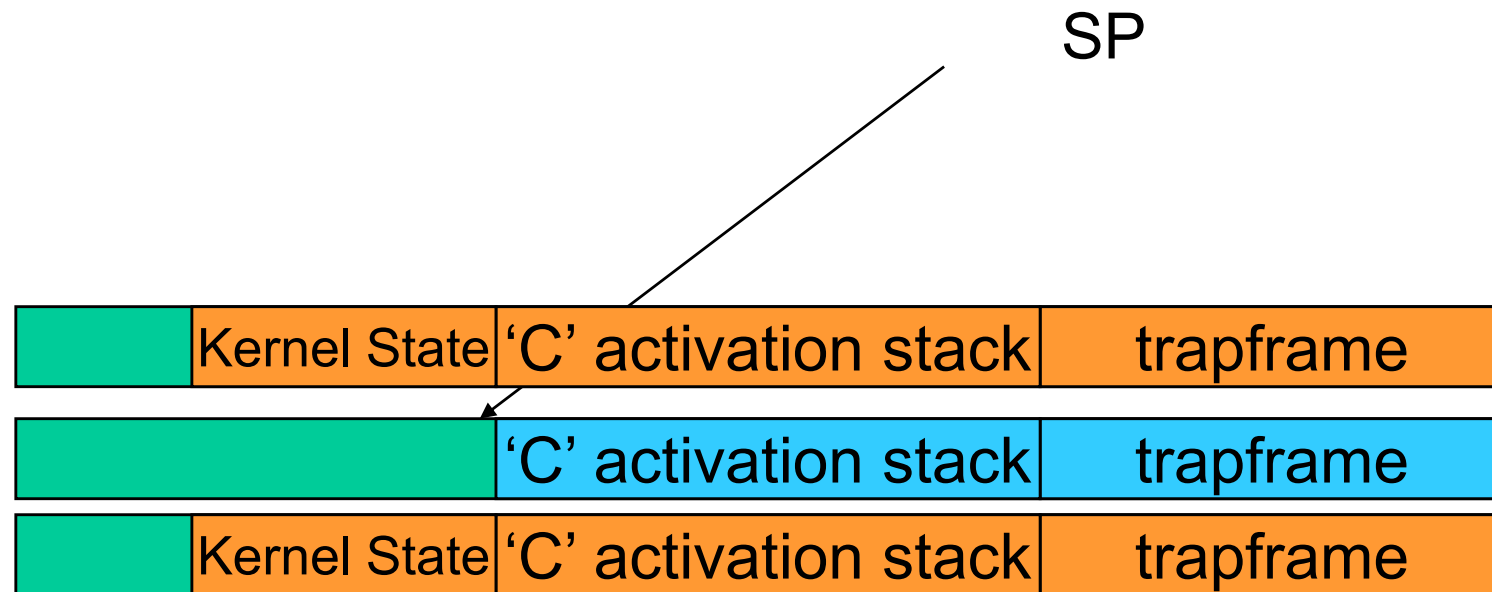 SP
Kernel State ‘C’ activation stack trapframe
‘C’ activation stack trapframe
Kernel State ‘C’ activation stack trapframe